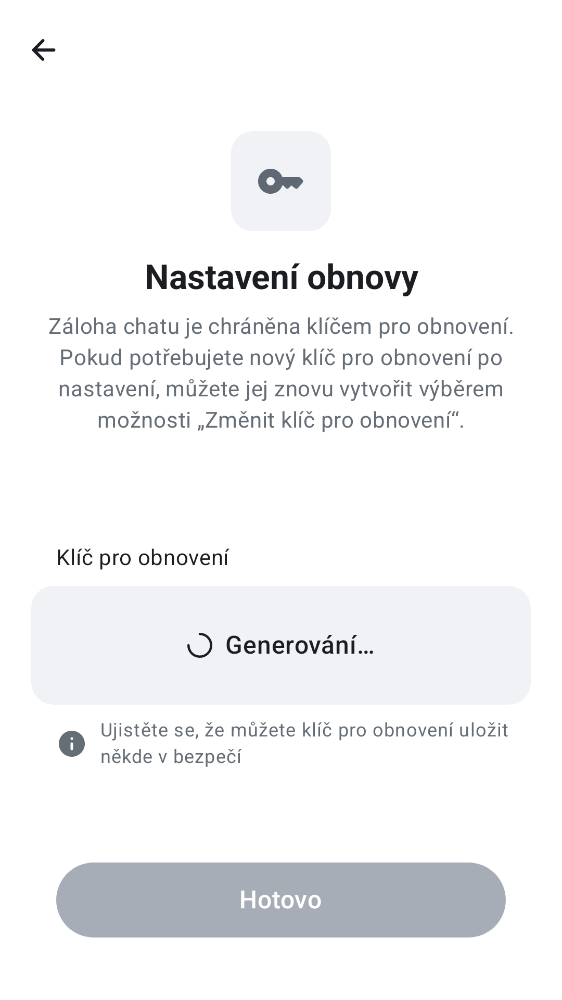 Nastavení obnovy
Záloha chatu je chráněna klíčem pro obnovení.
Pokud potřebujete nový klíč pro obnovení po
nastavení, můžete jej znovu vytvořit výběrem
možnosti „Změnit klíč pro obnovení“.
Klíč pro obnovení
Generování…
Ujistěte se, že můžete klíč pro obnovení uložit
někde v bezpečí
Hotovo